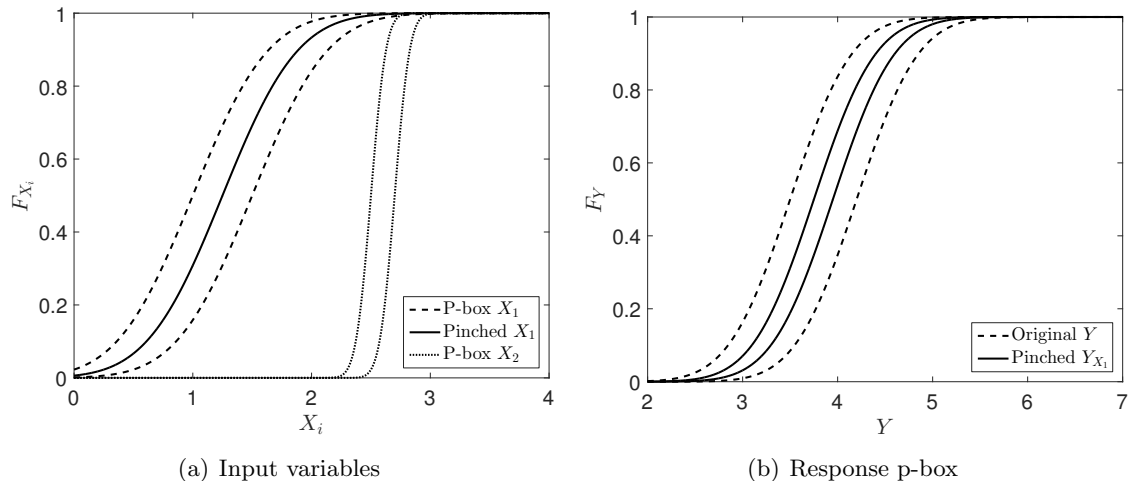 1
0.8
0.6
0.4
0.2
0
F_{X_i}
0 1 2 3 4
X_i
P-box X_1
Pinched X_1
P-box X_2
(a) Input variables
1
0.8
0.6
0.4
0.2
0
F_Y
2 3 4 5 6 7
Y
Original Y
Pinched Y_{X_1}
(b) Response p-box